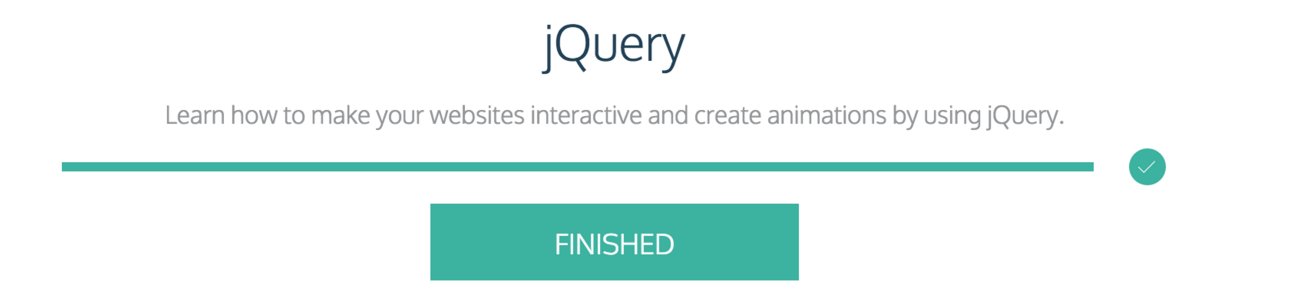 jQuery
Learn how to make your websites interactive and create animations by using jQuery.
FINISHED